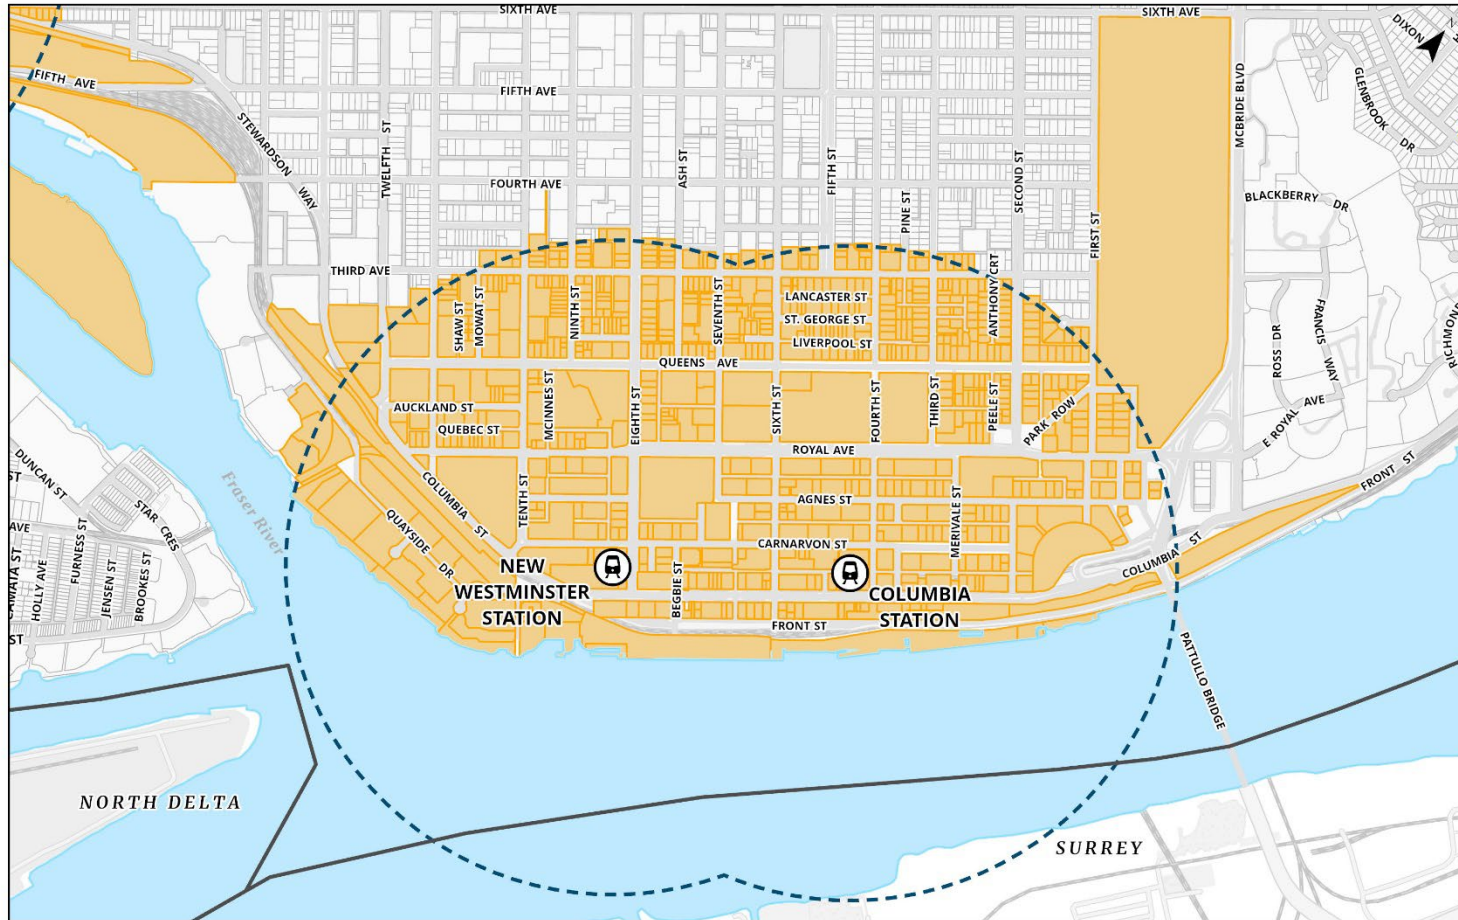 SIXTH AVE
SIXTH AVE
DIXON
FIFTH AVE
FIFTH AVE
GLENBROOK DR
MCBRIDE BLVD
STEWARDSON WAY
TWELFTH ST
ASH ST
FIFTH ST
SECOND ST
FOURTH AVE
PINE ST
BLACKBERRY DR
FIRST ST
THIRD AVE
ANTHONY CRT
SHAW ST
MOWAT ST
NINTH ST
SEVENTH ST
LANCASTER ST
ST. GEORGE ST
LIVERPOOL ST
ROSS DR
FRANCIS WAY
RICHMOND
QUEENS AVE
AUCKLAND ST
QUEBEC ST
MCINNES ST
EIGHTH ST
SIXTH ST
FOURTH ST
THIRD ST
PEELE ST
PARK ROW
E ROYAL AVE
ROYAL AVE
DUNCAN ST
ST
STAR CRES
Fraser River
COLUMBIA ST
TENTH ST
AGNES ST
MERIVALE ST
FRONT ST
AVE
QUAYSIDE DR
CARNARVON ST
COLUMBIA ST
HOLLY AVE
FURNESS ST
JENSEN ST
BROOKES ST
NEW
WESTMINSTER
STATION
BEGBIE ST
COLUMBIA
STATION
FRONT ST
ST
PATTULLO BRIDGE
NORTH DELTA
SURREY